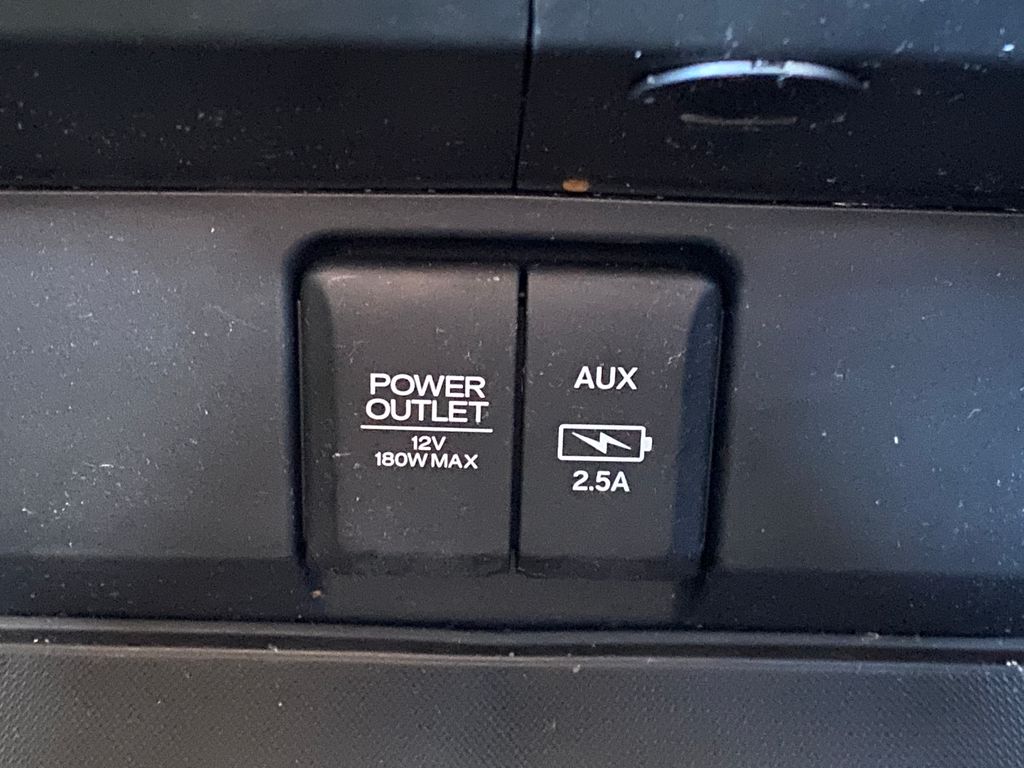 POWER
OUTLET
12V
180W MAX
AUX
2.5A